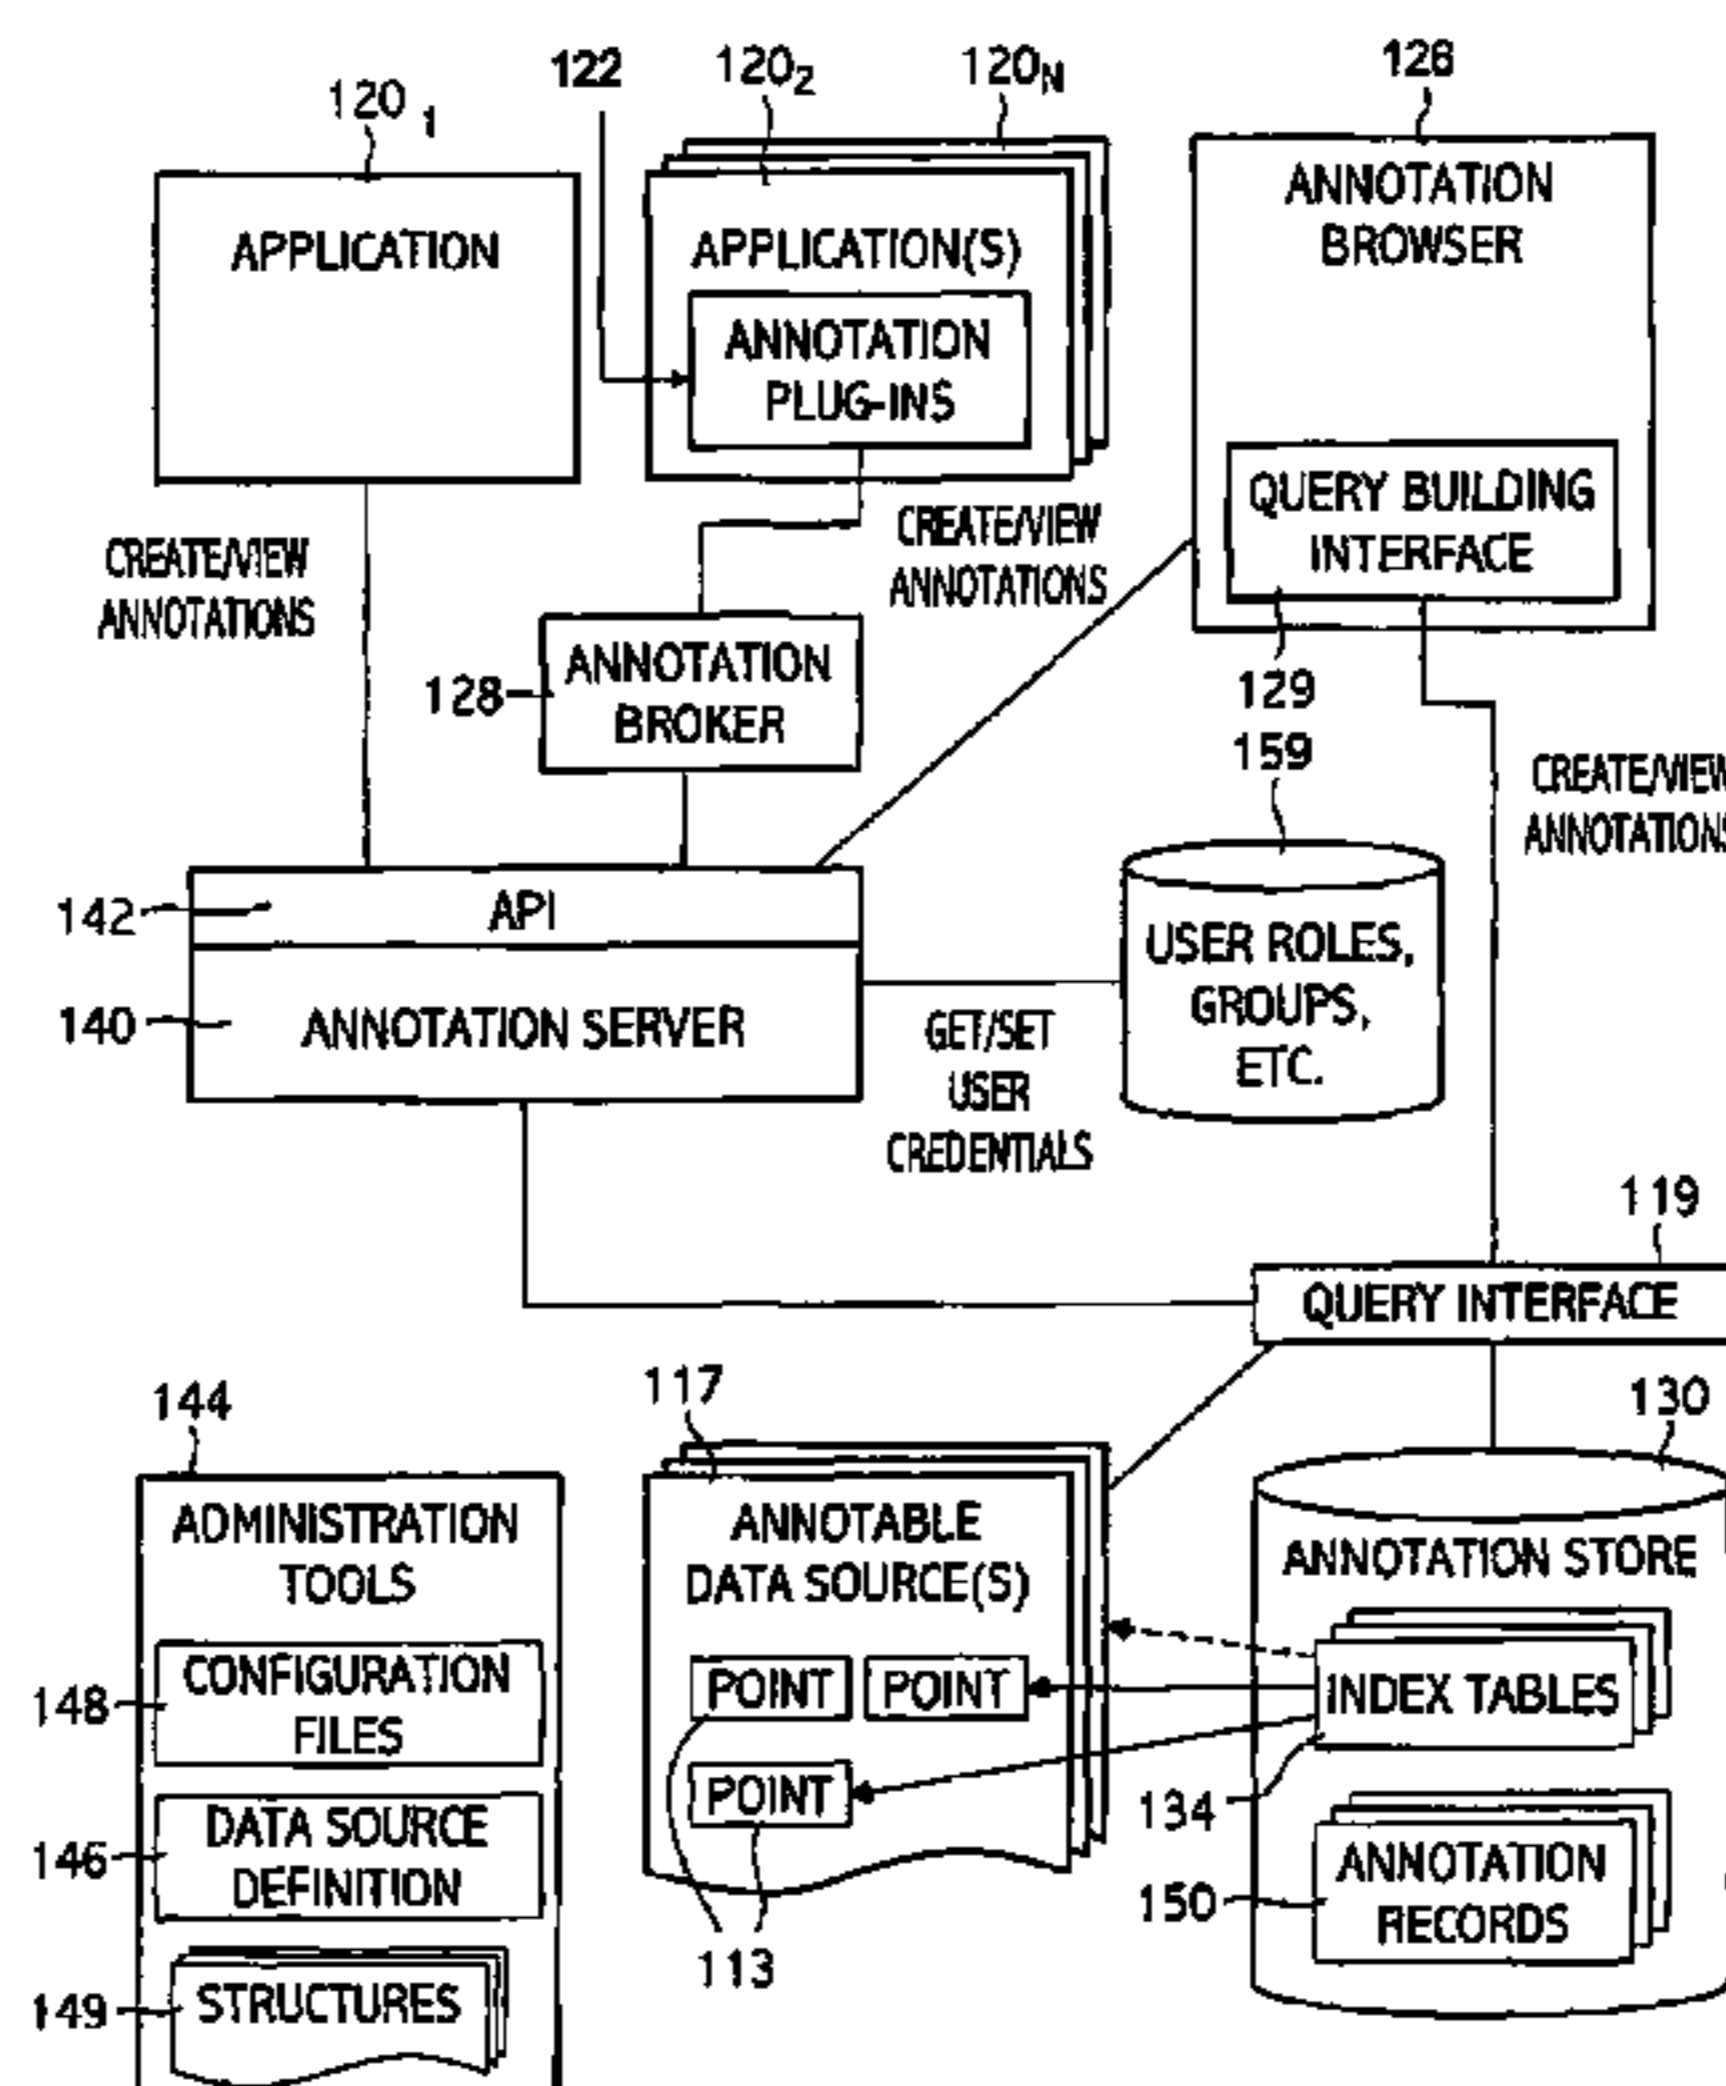 122
120₂
120N
126
120 1
ANNOTATION
BROWSER
APPLICATION
APPLICATION(S)
ANNOTATION
PLUG-INS
QUERY BUILDING
INTERFACE
CREATE/VIEW
ANNOTATIONS
CREATE/VIEW
ANNOTATIONS
128
ANNOTATION
BROKER
129
159
CREATE/VIEW
ANNOTATIONS
142
API
140
ANNOTATION SERVER
USER ROLES,
GROUPS,
ETC.
GET/SET
USER
CREDENTIALS
119
QUERY INTERFACE
144
117
130
ADMINISTRATION
TOOLS
ANNOTABLE
DATA SOURCE(S)
ANNOTATION STORE
148
CONFIGURATION
FILES
POINT
POINT
INDEX TABLES
POINT
134
146
DATA SOURCE
DEFINITION
150
ANNOTATION
RECORDS
113
149
STRUCTURES